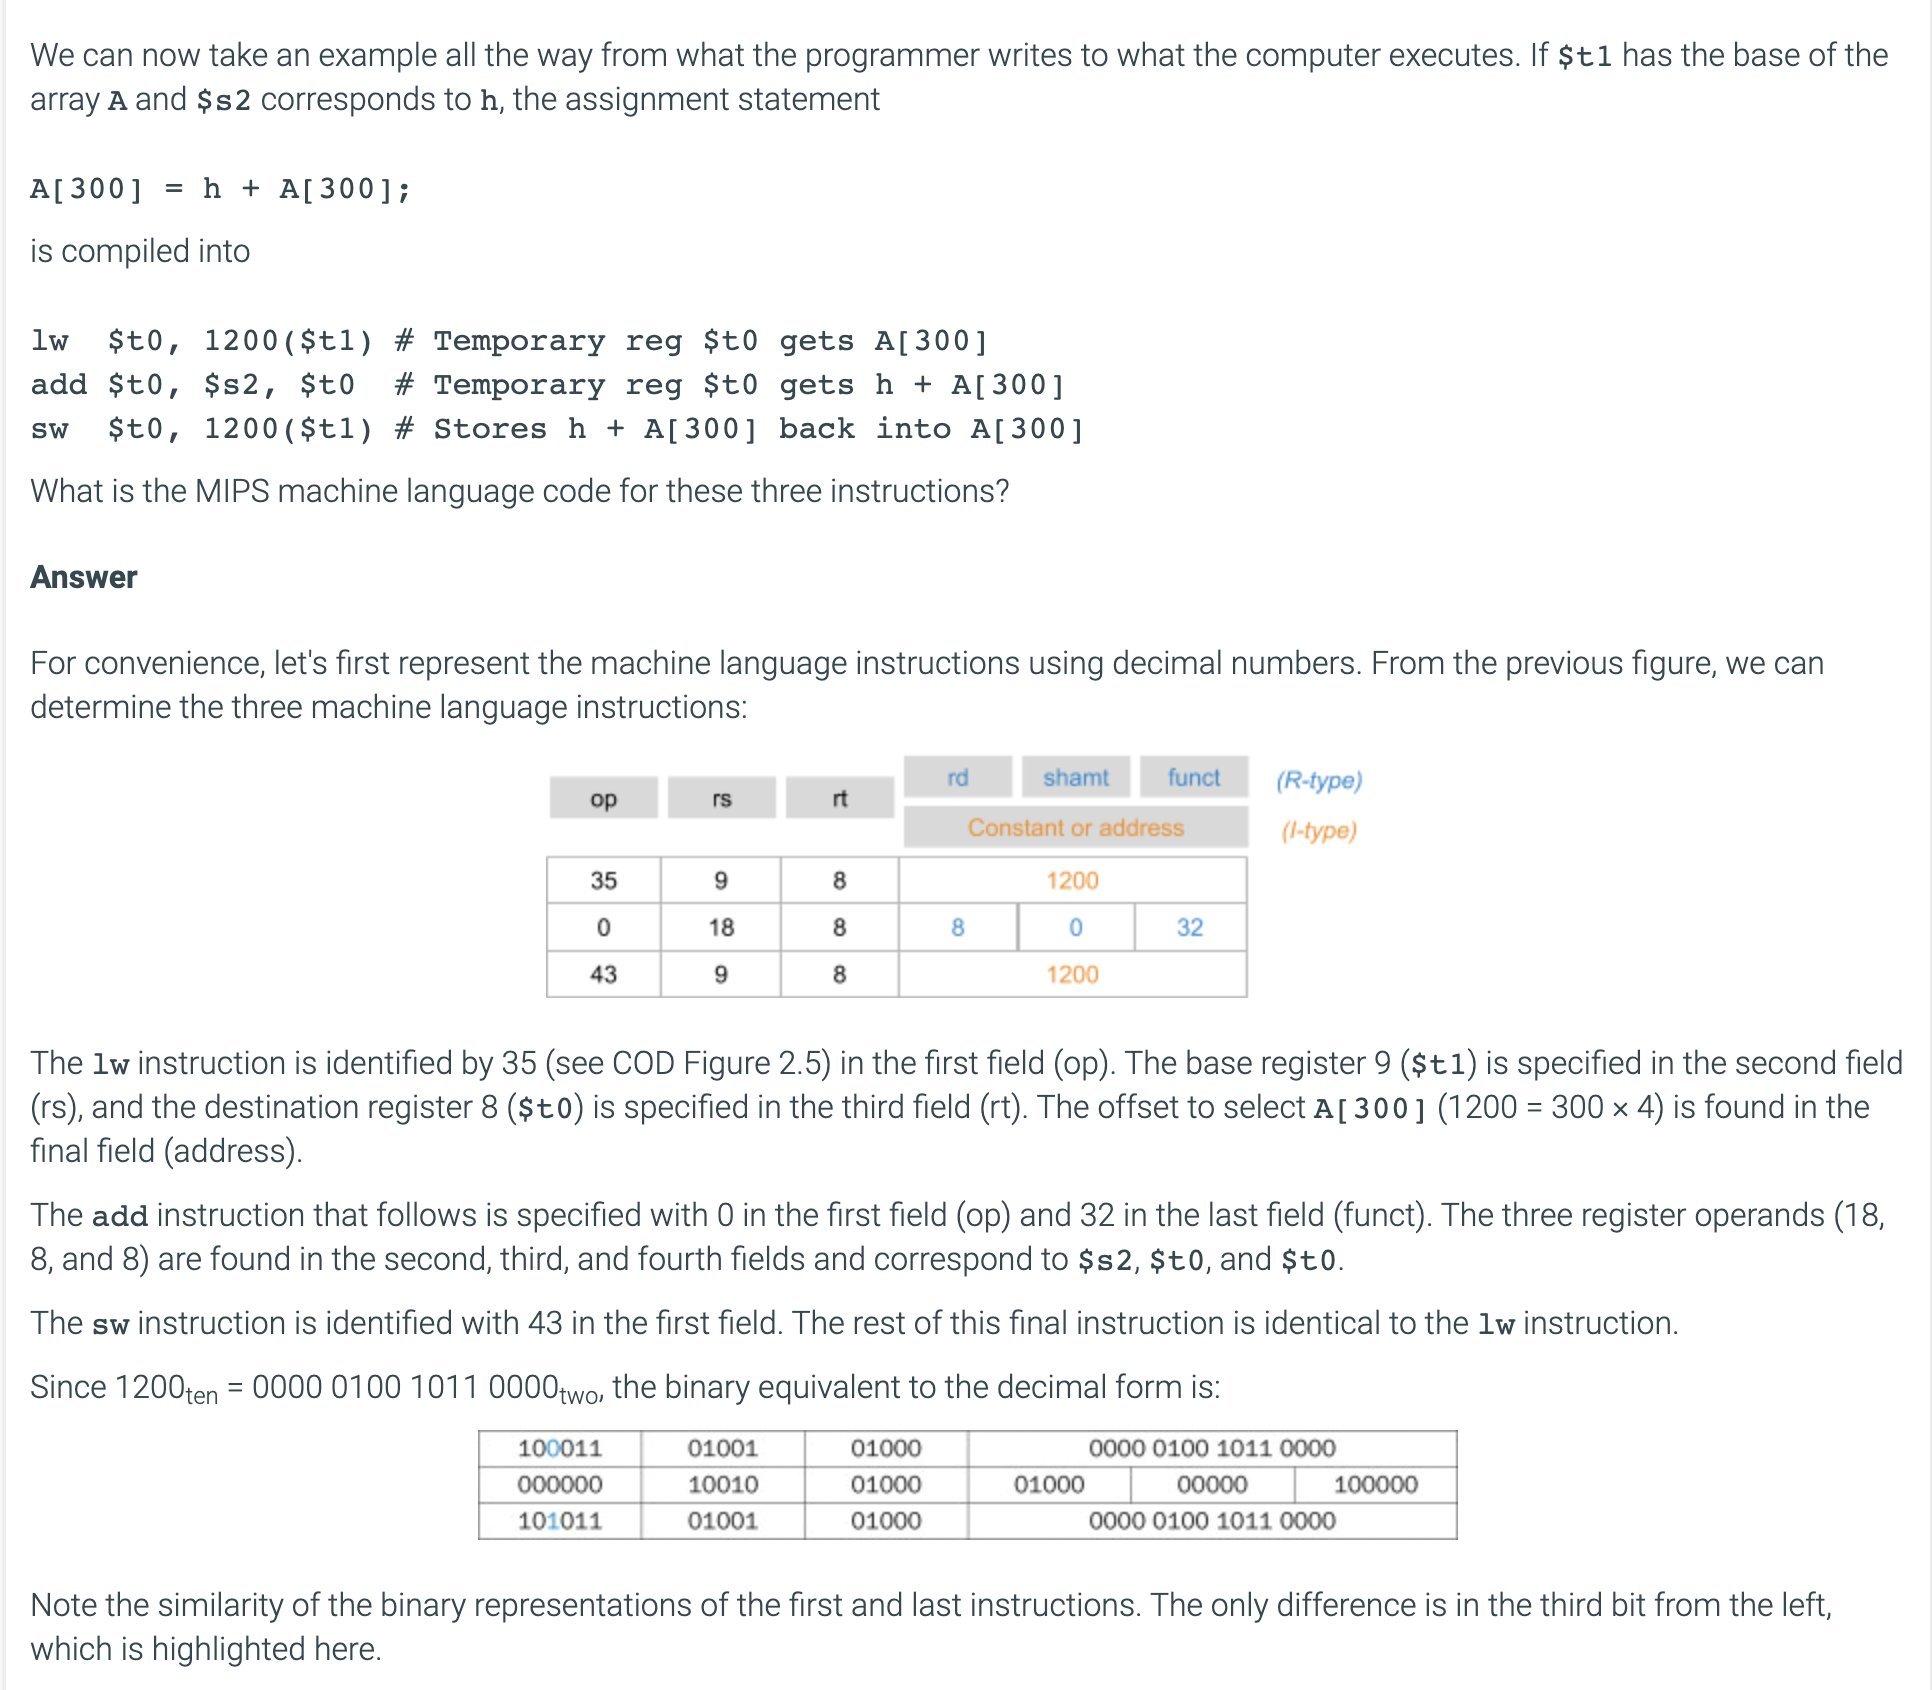 We can now take an example all the way from what the programmer writes to what the computer executes. If $t1 has the base of the
array A and $s2 corresponds to h, the assignment statement
A[300] = h + A[300];
is compiled into
lw  $t0, 1200($t1) # Temporary reg $t0 gets A[300]
add $t0, $s2, $t0  # Temporary reg $t0 gets h + A[300]
sw  $t0, 1200($t1) # Stores h + A[300] back into A[300]
What is the MIPS machine language code for these three instructions?
Answer
For convenience, let's first represent the machine language instructions using decimal numbers. From the previous figure, we can
determine the three machine language instructions:
op rs rt rd shamt funct (R-type)
Constant or address (I-type)
35 9 8 1200
0 18 8 8 0 32
43 9 8 1200
The lw instruction is identified by 35 (see COD Figure 2.5) in the first field (op). The base register 9 ($t1) is specified in the second field
(rs), and the destination register 8 ($t0) is specified in the third field (rt). The offset to select A[300] (1200 = 300 × 4) is found in the
final field (address).
The add instruction that follows is specified with 0 in the first field (op) and 32 in the last field (funct). The three register operands (18,
8, and 8) are found in the second, third, and fourth fields and correspond to $s2, $t0, and $t0.
The sw instruction is identified with 43 in the first field. The rest of this final instruction is identical to the lw instruction.
Since 1200ten = 0000 0100 1011 0000two, the binary equivalent to the decimal form is:
100011 01001 01000 0000 0100 1011 0000
000000 10010 01000 01000 00000 100000
101011 01001 01000 0000 0100 1011 0000
Note the similarity of the binary representations of the first and last instructions. The only difference is in the third bit from the left,
which is highlighted here.